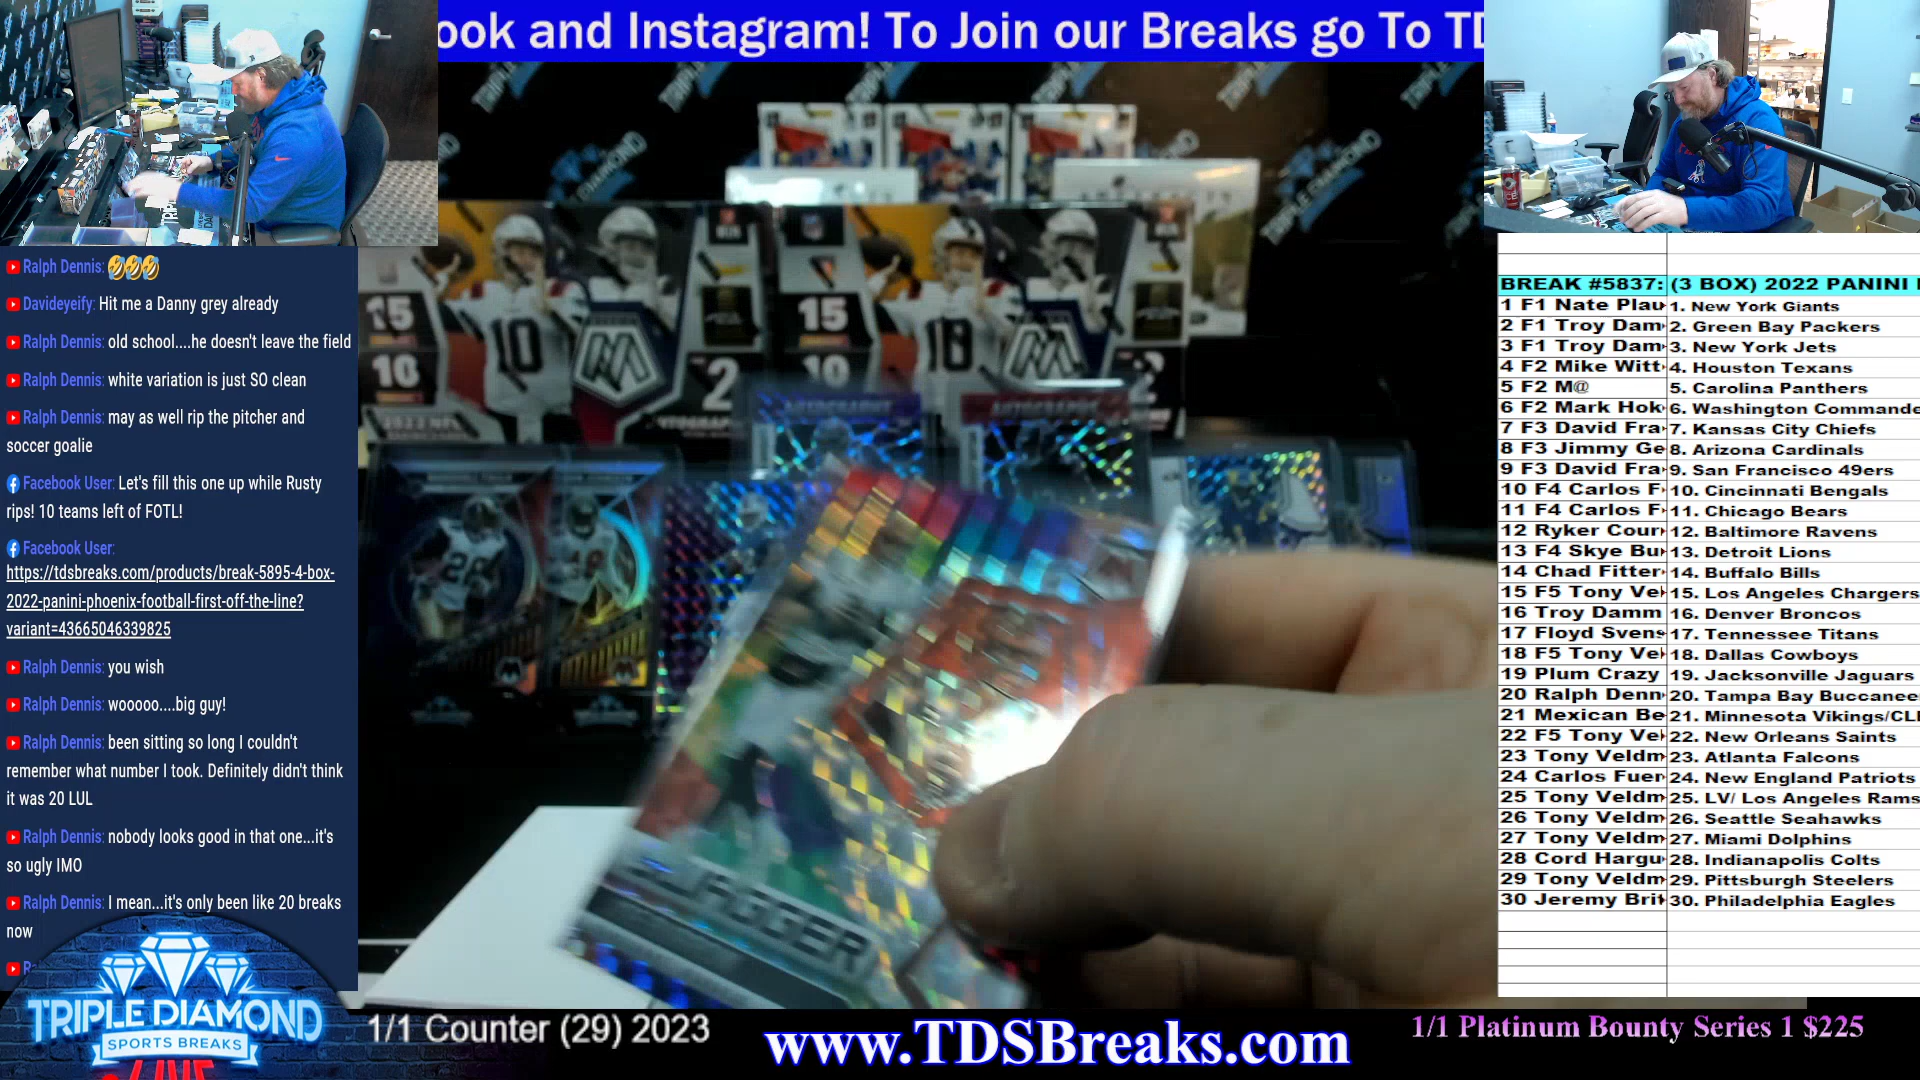 ook and Instagram! To Join our Breaks go To TD
Ralph Dennis: 🤣🤣🤣
Davideyeify: Hit me a Danny grey already
Ralph Dennis: old school....he doesn't leave the field
Ralph Dennis: white variation is just SO clean
Ralph Dennis: may as well rip the pitcher and
soccer goalie
Facebook User: Let's fill this one up while Rusty
rips! 10 teams left of FOTL!
Facebook User:
https://tdsbreaks.com/products/break-5895-4-box-
2022-panini-phoenix-football-first-off-the-line?
variant=43665046339825
Ralph Dennis: you wish
Ralph Dennis: wooooo....big guy!
Ralph Dennis: been sitting so long I couldn't
remember what number I took. Definitely didn't think
it was 20 LUL
Ralph Dennis: nobody looks good in that one...it's
so ugly IMO
Ralph Dennis: I mean...it's only been like 20 breaks
now
TRIPLE DIAMOND
SPORTS BREAKS
LIVE
15
10
2
15
10
2
BREAK #5837: (3 BOX) 2022 PANINI
1 F1 Nate Plau 1. New York Giants
2 F1 Troy Dam 2. Green Bay Packers
3 F1 Troy Dam 3. New York Jets
4 F2 Mike Witt 4. Houston Texans
5 F2 M@ 5. Carolina Panthers
6 F2 Mark Hok 6. Washington Commande
7 F3 David Fra 7. Kansas City Chiefs
8 F3 Jimmy Ge 8. Arizona Cardinals
9 F3 David Fra 9. San Francisco 49ers
10 F4 Carlos F 10. Cincinnati Bengals
11 F4 Carlos F 11. Chicago Bears
12 Ryker Cour 12. Baltimore Ravens
13 F4 Skye Bu 13. Detroit Lions
14 Chad Fitter 14. Buffalo Bills
15 F5 Tony Ve 15. Los Angeles Chargers
16 Troy Damm 16. Denver Broncos
17 Floyd Svens 17. Tennessee Titans
18 F5 Tony Ve 18. Dallas Cowboys
19 Plum Crazy 19. Jacksonville Jaguars
20 Ralph Denn 20. Tampa Bay Buccanee
21 Mexican Be 21. Minnesota Vikings/CLE
22 F5 Tony Ve 22. New Orleans Saints
23 Tony Veldm 23. Atlanta Falcons
24 Carlos Fuer 24. New England Patriots
25 Tony Veldm 25. LV/ Los Angeles Rams
26 Tony Veldm 26. Seattle Seahawks
27 Tony Veldm 27. Miami Dolphins
28 Cord Hargu 28. Indianapolis Colts
29 Tony Veldm 29. Pittsburgh Steelers
30 Jeremy Brit 30. Philadelphia Eagles
1/1 Counter (29) 2023
www.TDSBreaks.com
1/1 Platinum Bounty Series 1 $225